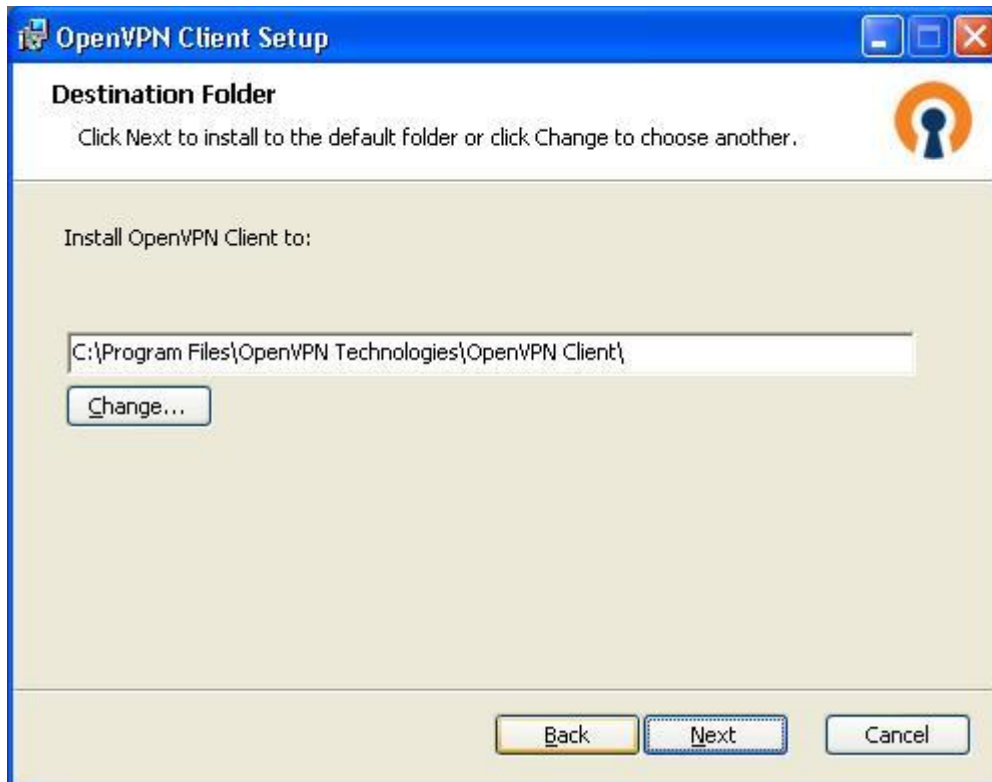 OpenVPN Client Setup
Destination Folder
Click Next to install to the default folder or click Change to choose another.
Install OpenVPN Client to:
C:\Program Files\OpenVPN Technologies\OpenVPN Client\
Change...
Back Next Cancel